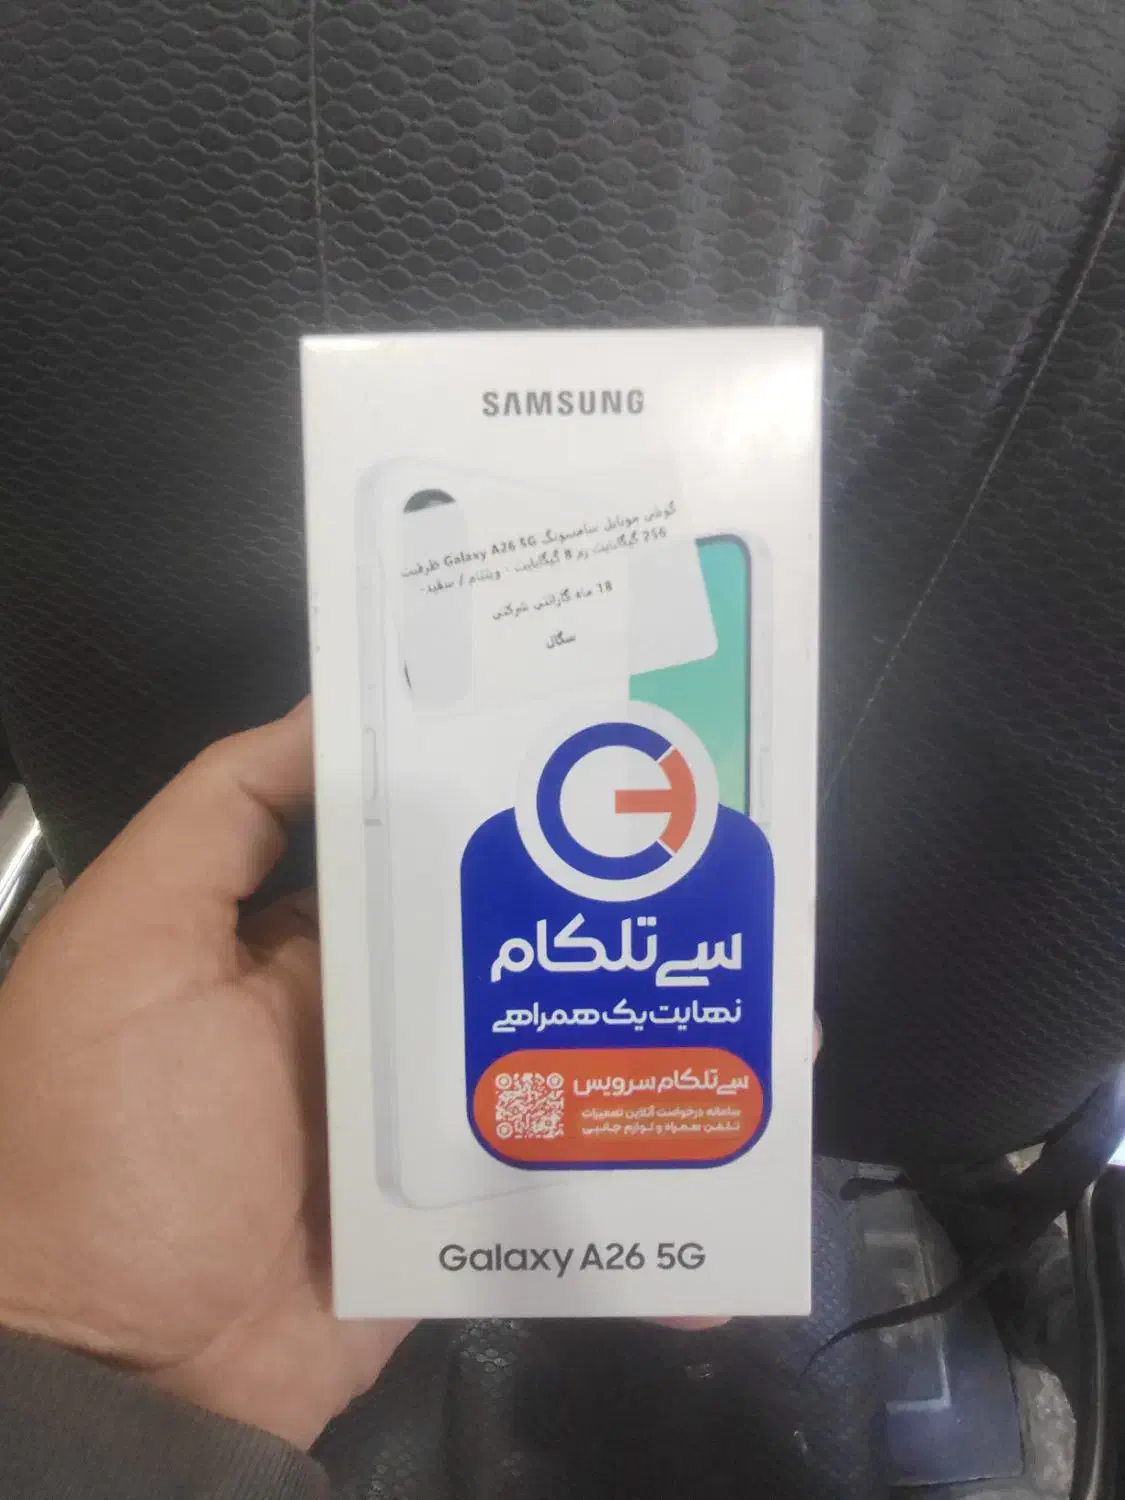 SAMSUNG
گوشی موبایل سامسونگ Galaxy A26 5G ظرفیت
256 گیگابایت رم 8 گیگابایت - ویتنام / سفید-
18 ماه گارانتی شرکتی
سگال
سی‌تلکام
نهایت یک همراهی
سی‌تلکام سرویس
سامانه درخواست آنلاین تعمیرات
تلفن همراه و لوازم جانبی
Galaxy A26 5G